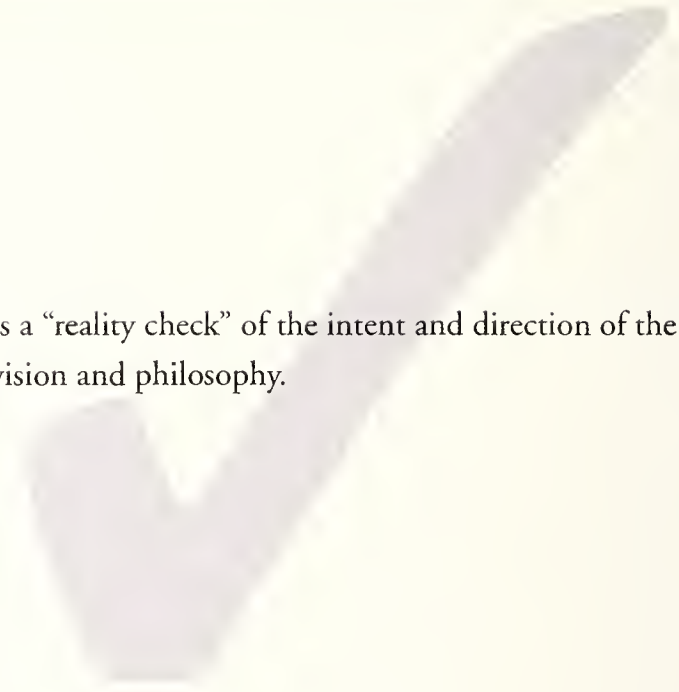 s a “reality check” of the intent and direction of the
vision and philosophy.